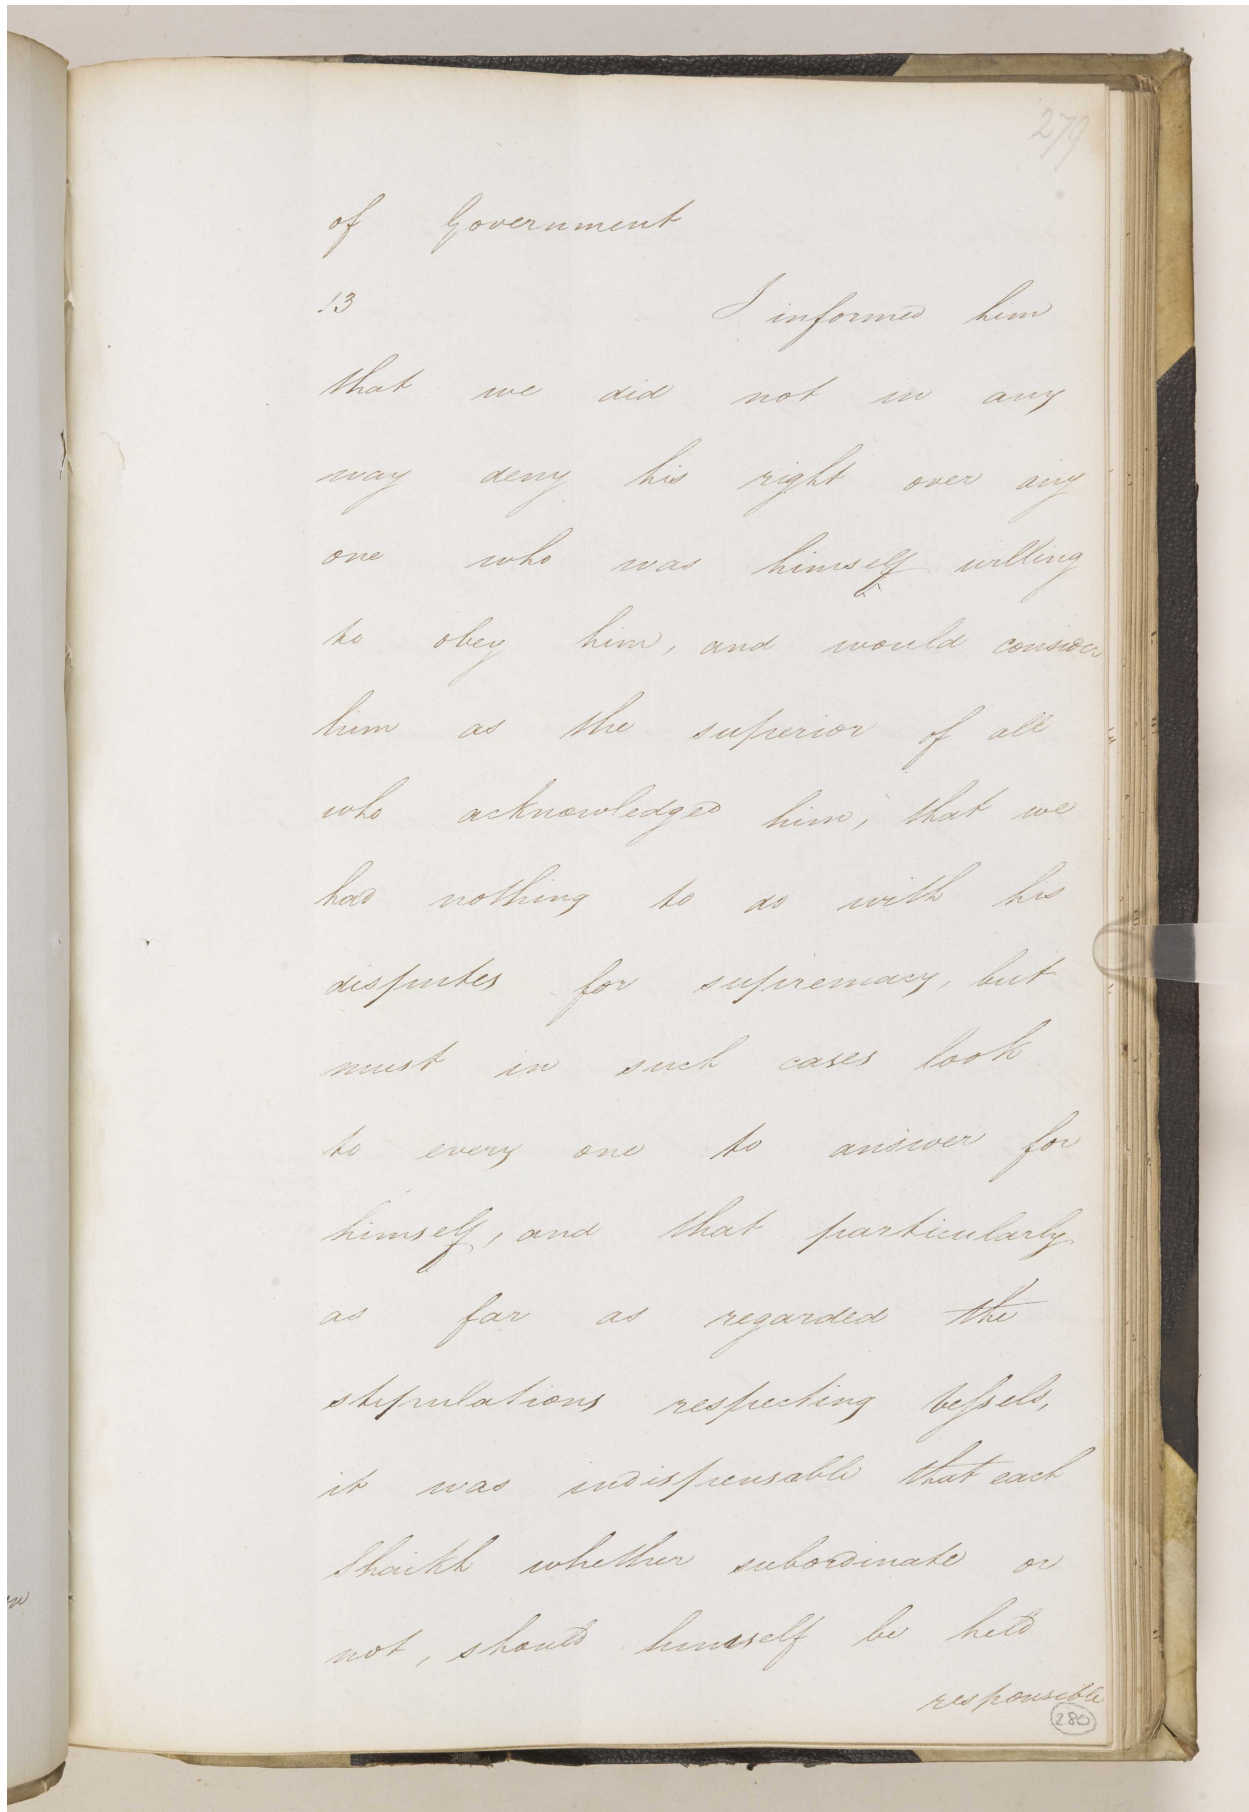 279
of Government
13 I informed him
that we did not in any
way deny his right over any
one who was himself willing
to obey him, and would consider
him as the superior of all
who acknowledged him, that we
had nothing to do with his
disputes for supremacy, but
must in such cases look
to every one to answer for
himself, and that particularly
as far as regarded the
stipulations respecting Vessels,
it was indispensable that each
Shaikh whether subordinate or
not, should himself be held
responsible
280